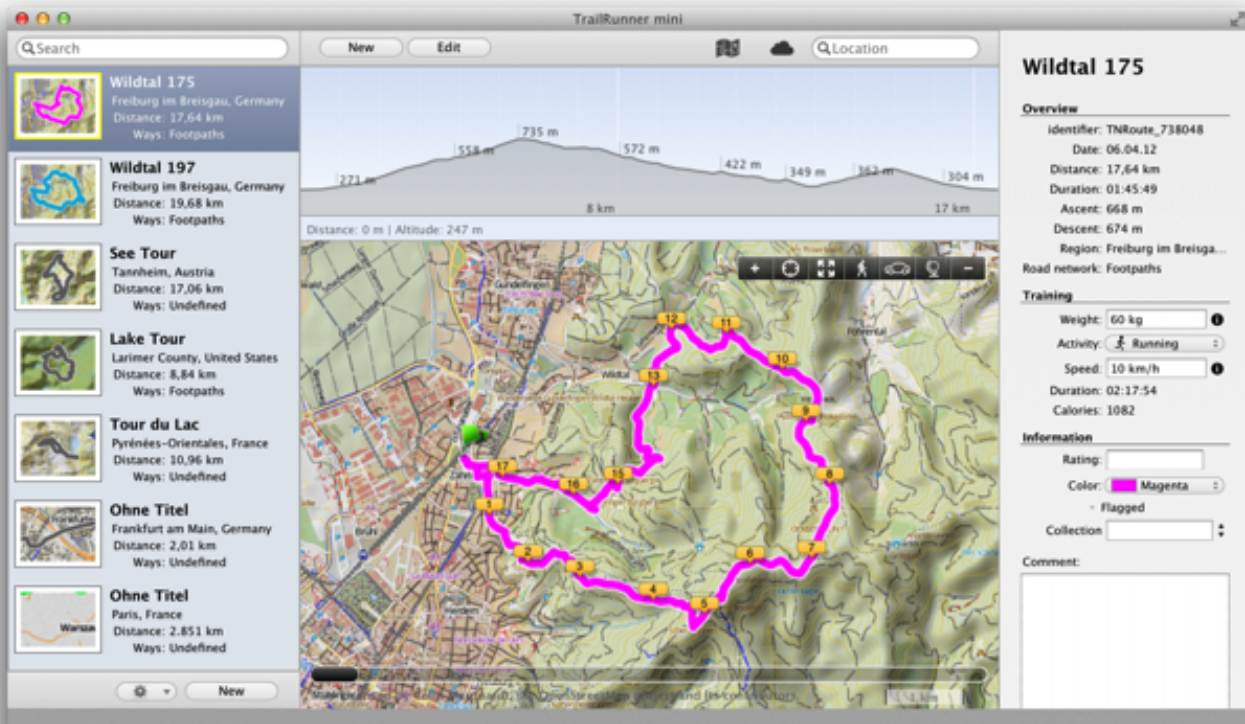 TrailRunner mini
Search
New
Edit
Location
Wildtal 175
Freiburg im Breisgau, Germany
Distance: 17,64 km
Ways: Footpaths
Wildtal 197
Freiburg im Breisgau, Germany
Distance: 19,68 km
Ways: Footpaths
See Tour
Tannheim, Austria
Distance: 17,06 km
Ways: Undefined
Lake Tour
Larimer County, United States
Distance: 8,84 km
Ways: Footpaths
Tour du Lac
Pyrénées-Orientales, France
Distance: 10,96 km
Ways: Undefined
Ohne Titel
Frankfurt am Main, Germany
Distance: 2,01 km
Ways: Undefined
Ohne Titel
Paris, France
Distance: 2.851 km
Ways: Undefined
New
271 m
558 m
735 m
572 m
422 m
349 m
362 m
304 m
8 km
17 km
Distance: 0 m | Altitude: 247 m
Gundelfingen
Wildtal
Zähri
Brühl
Herdern
12
11
10
13
9
8
17
16
15
1
2
3
4
5
6
7
1 km
Wildtal 175
Overview
identifier: TNRoute_738048
Date: 06.04.12
Distance: 17,64 km
Duration: 01:45:49
Ascent: 668 m
Descent: 674 m
Region: Freiburg im Breisga...
Road network: Footpaths
Training
Weight: 60 kg
Activity: Running
Speed: 10 km/h
Duration: 02:17:54
Calories: 1082
Information
Rating:
Color: Magenta
Flagged
Collection
Comment: